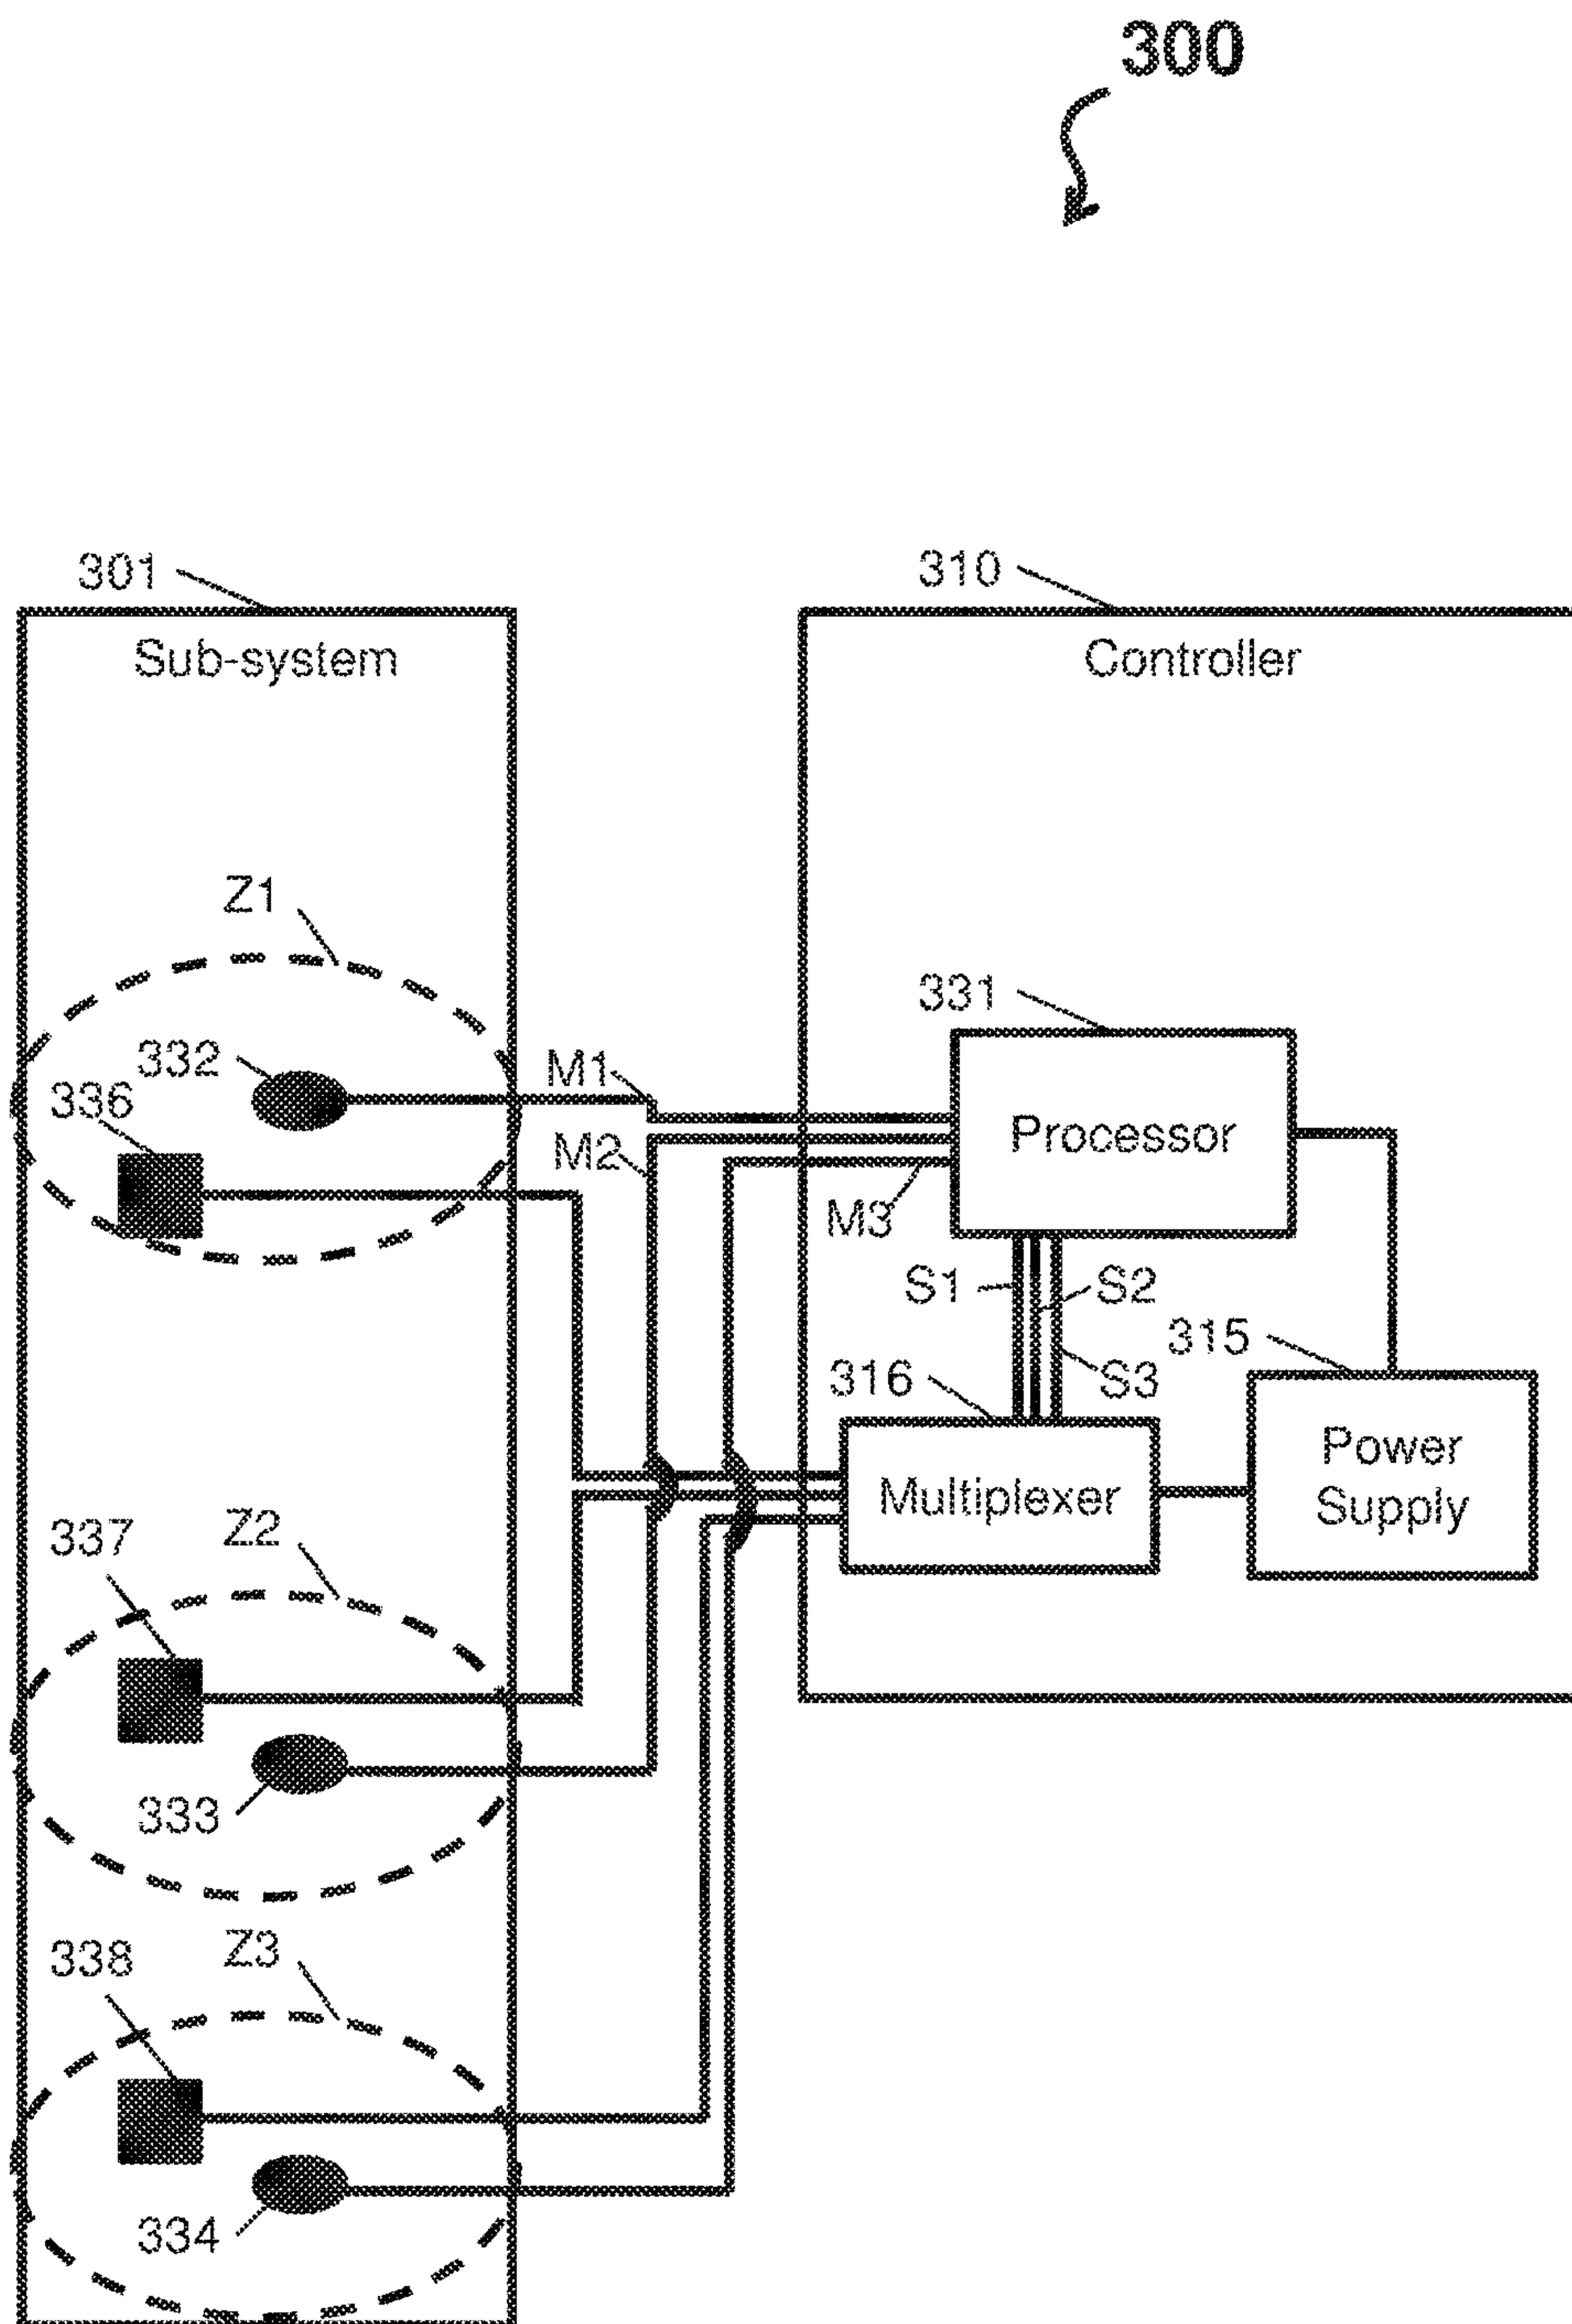 300
301
310
Sub-system
Controller
Z1
331
332
M1
336
Processor
M2
M3
S1
S2
315
316
S3
Power
Supply
Multiplexer
Z2
337
333
Z3
338
334